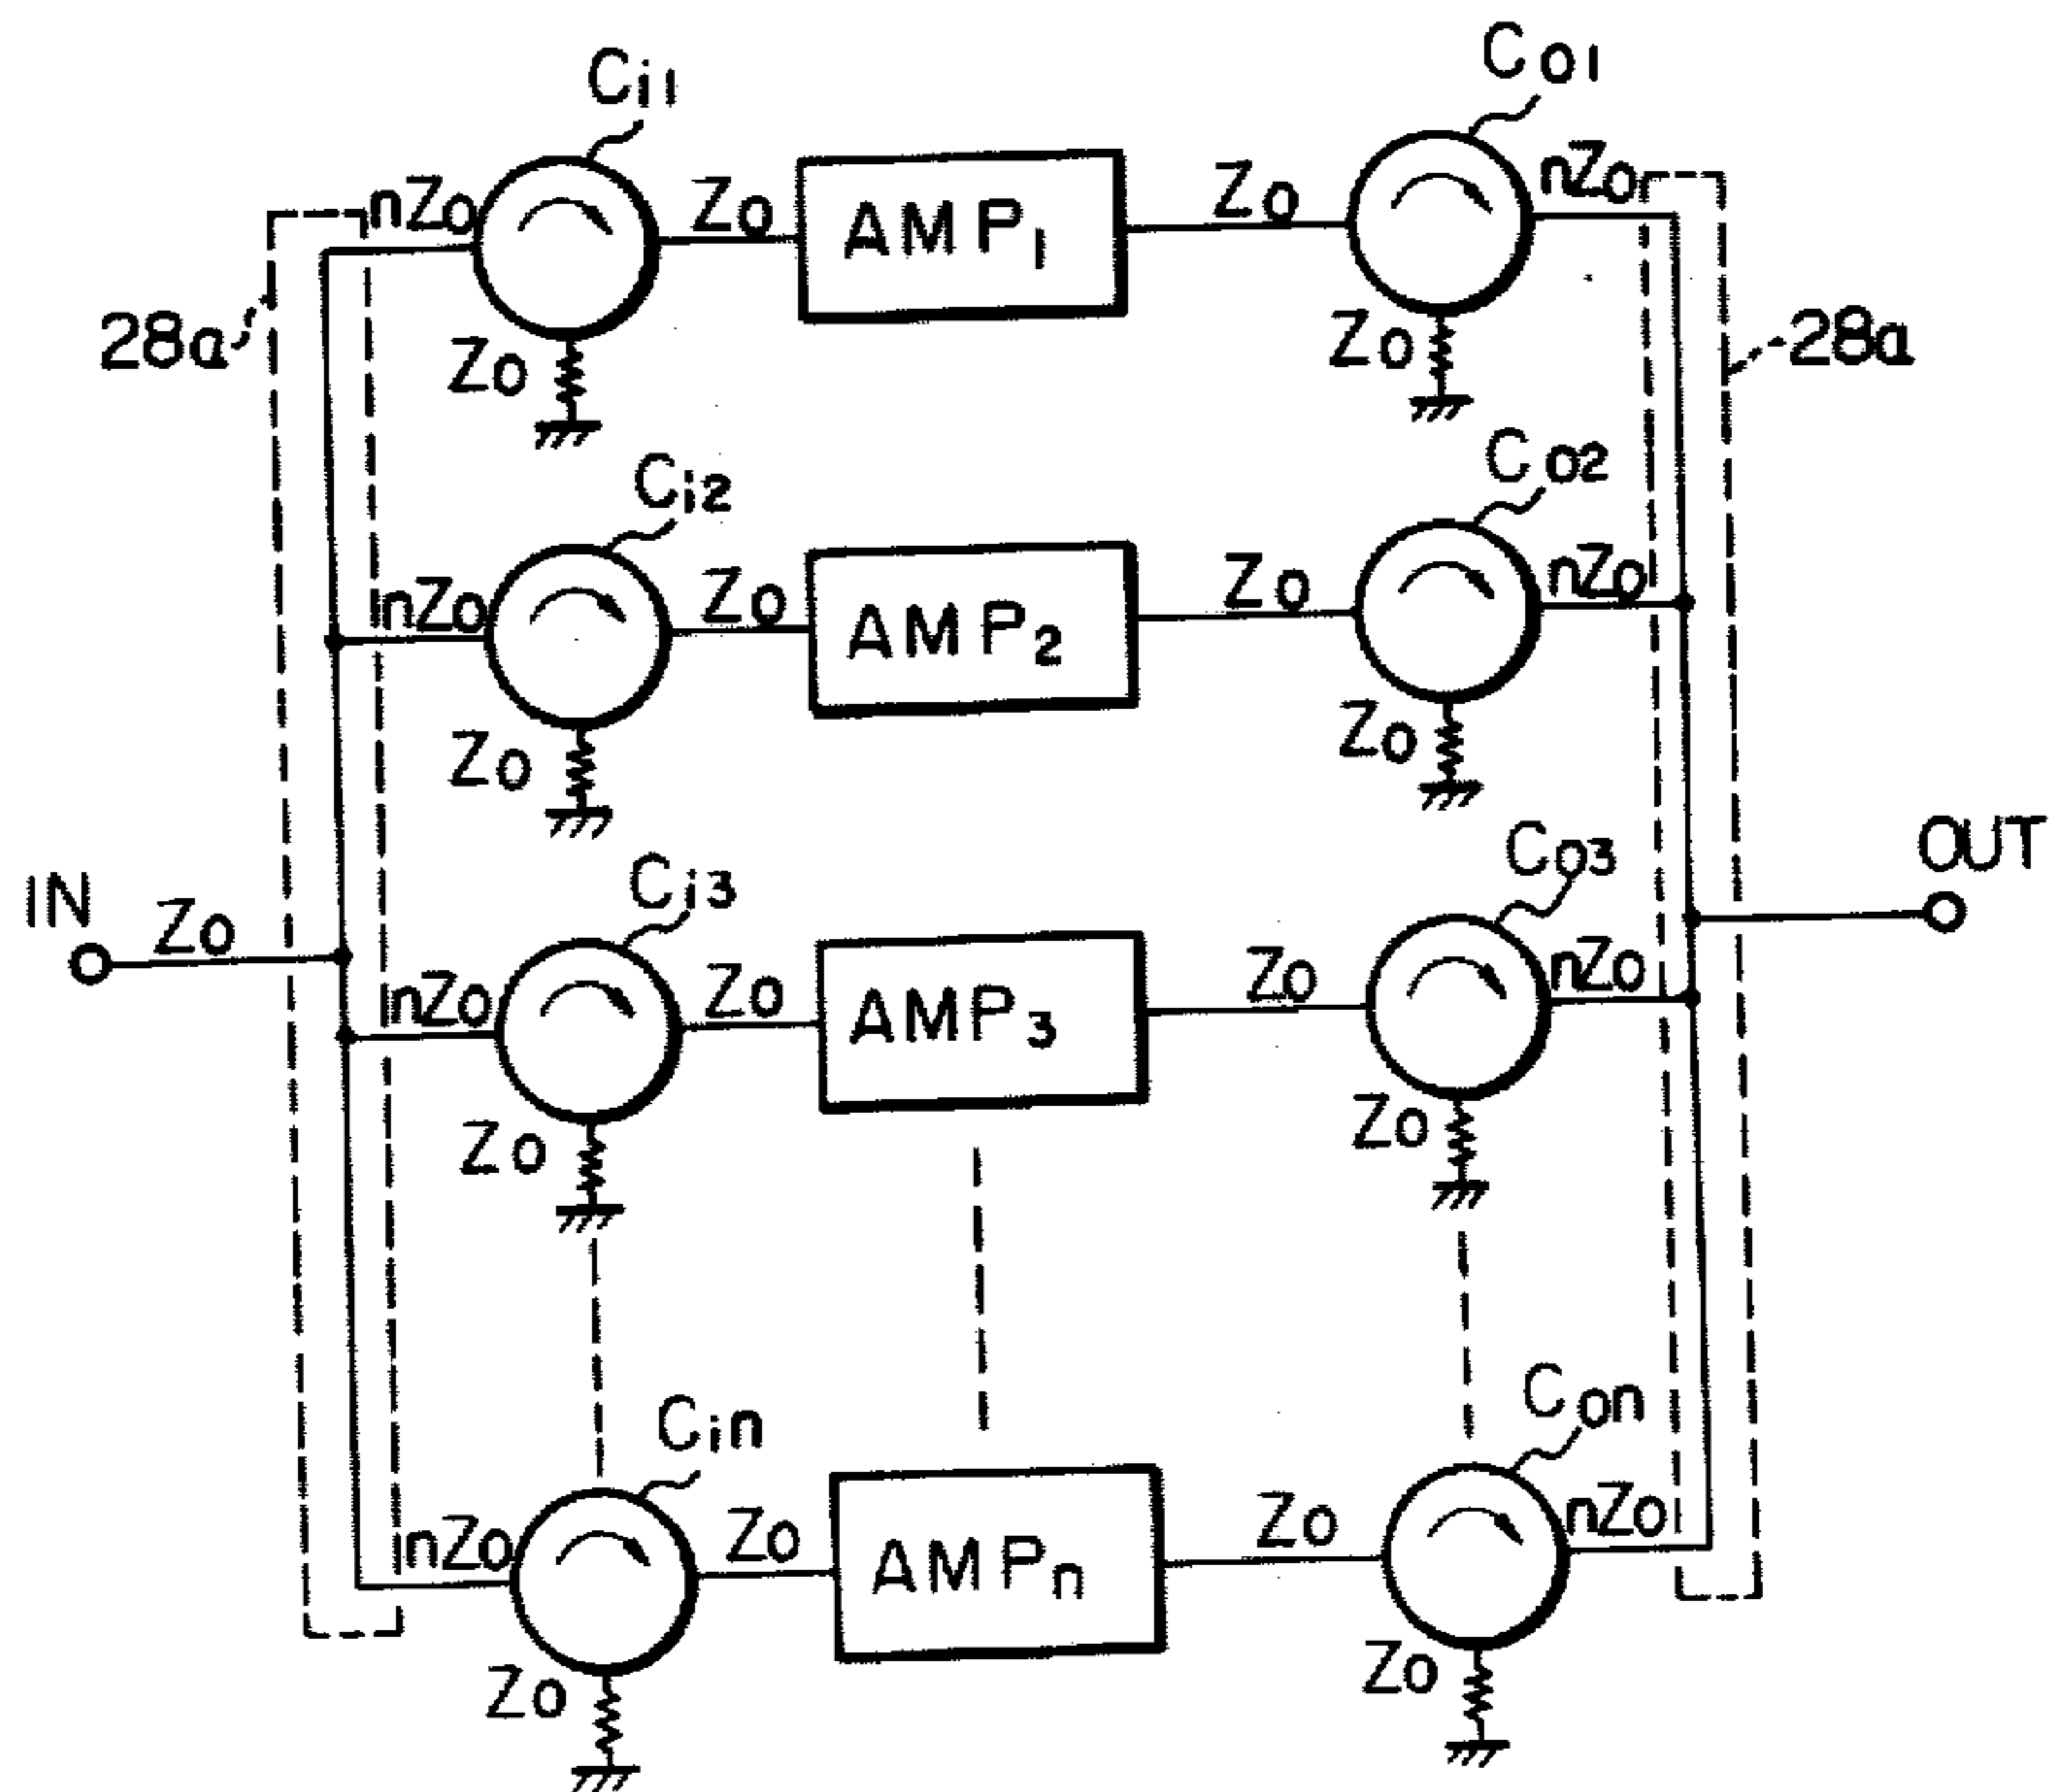 Ci1
Co1
nZo Zo AMP1 Zo nZo
28a Zo Zo 28a
Ci2
Co2
nZo Zo AMP2 Zo nZo
Zo Zo
Ci3 Co3 OUT
IN Zo
nZo Zo AMP3 Zo nZo
Zo Zo
Cin Con
nZo Zo AMPn Zo nZo
Zo Zo